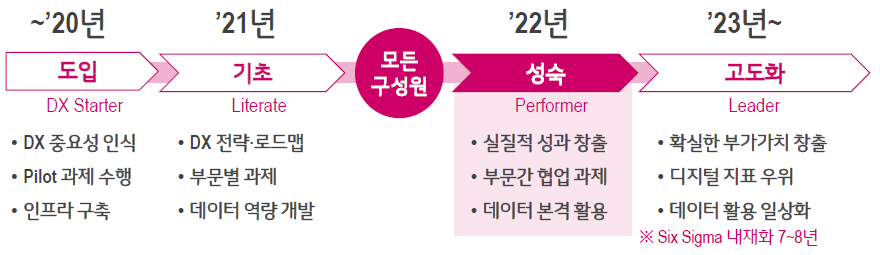 ~’20년
’21년
’22년
’23년~
도입
기초
모든
구성원
성숙
고도화
DX Starter
Literate
Performer
Leader
• DX 중요성 인식
• Pilot 과제 수행
• 인프라 구축
• DX 전략·로드맵
• 부문별 과제
• 데이터 역량 개발
• 실질적 성과 창출
• 부문간 협업 과제
• 데이터 본격 활용
• 확실한 부가가치 창출
• 디지털 지표 우위
• 데이터 활용 일상화
※ Six Sigma 내재화 7~8년